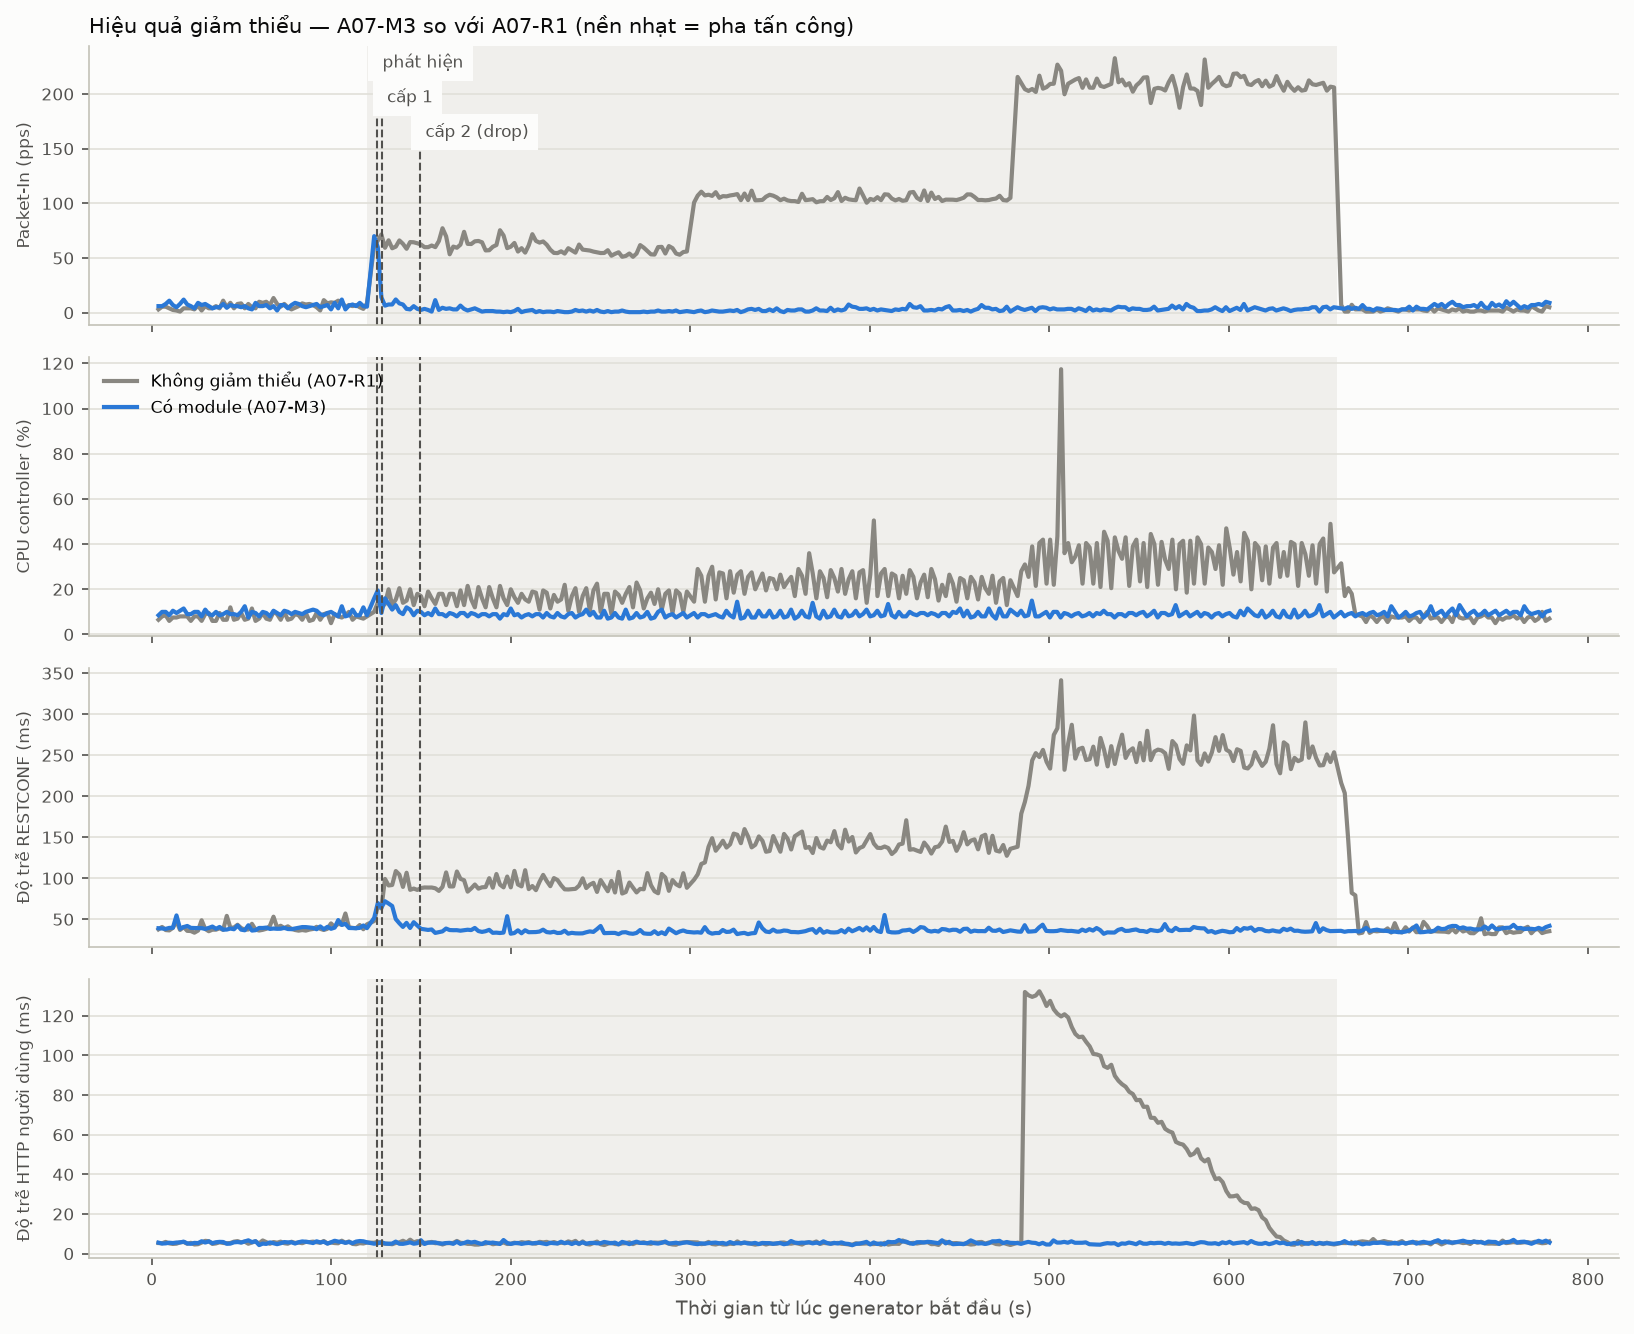 Hiệu quả giảm thiểu — A07-M3 so với A07-R1 (nền nhạt = pha tấn công)
phát hiện
cấp 1
cấp 2 (drop)
Packet-In (pps)
200
150
100
50
0
Không giảm thiểu (A07-R1)
Có module (A07-M3)
CPU controller (%)
120
100
80
60
40
20
0
Độ trễ RESTCONF (ms)
350
300
250
200
150
100
50
Độ trễ HTTP người dùng (ms)
120
100
80
60
40
20
0
0 100 200 300 400 500 600 700 800
Thời gian từ lúc generator bắt đầu (s)